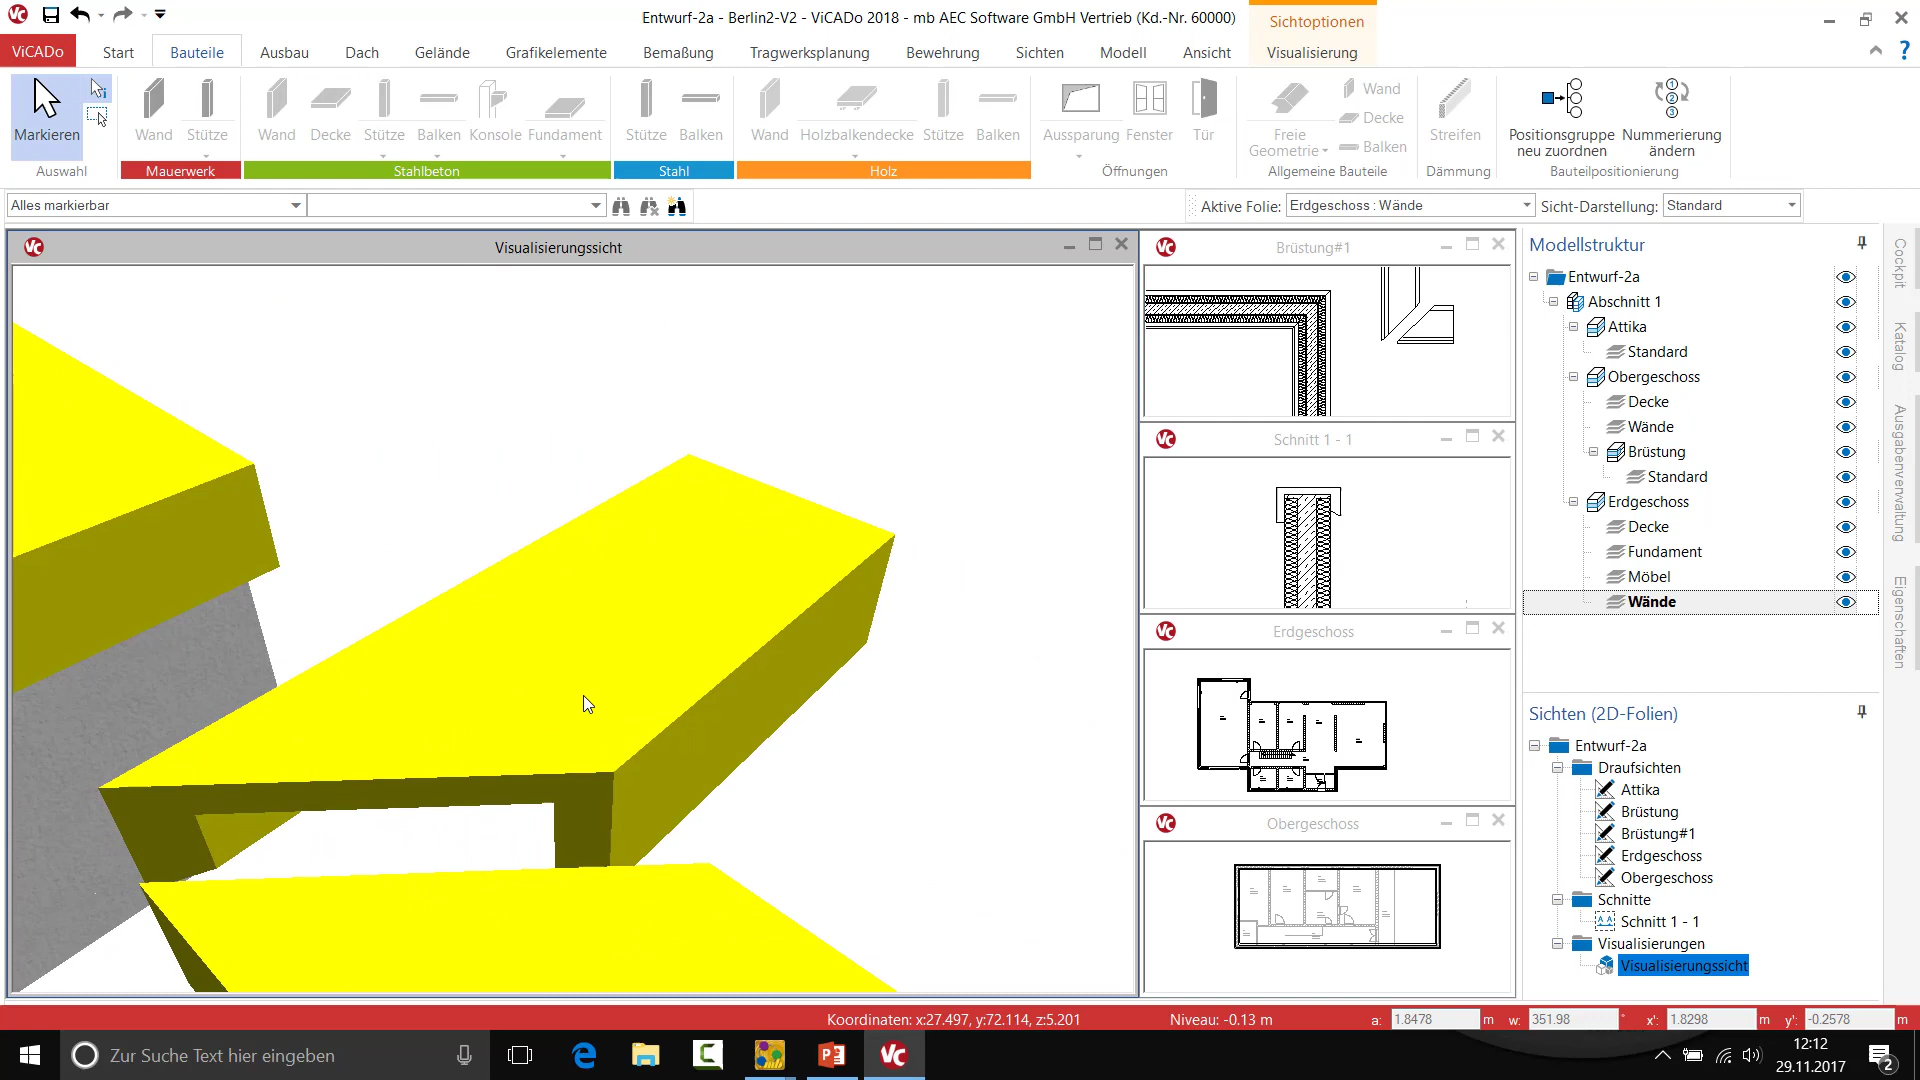 Entwurf-2a - Berlin2-V2 - ViCADo 2018 - mb AEC Software GmbH Vertrieb (Kd.-Nr. 60000)
Sichtoptionen
ViCADo
Start
Bauteile
Ausbau
Dach
Gelände
Grafikelemente
Bemaßung
Tragwerksplanung
Bewehrung
Sichten
Modell
Ansicht
Visualisierung
Markieren
Wand
Stütze
Wand
Decke
Stütze
Balken
Konsole
Fundament
Stütze
Balken
Wand
Holzbalkendecke
Stütze
Balken
Aussparung
Fenster
Tür
Freie Geometrie
Wand
Decke
Balken
Streifen
Positionsgruppe neu zuordnen
Nummerierung ändern
Auswahl
Mauerwerk
Stahlbeton
Stahl
Holz
Öffnungen
Allgemeine Bauteile
Dämmung
Bauteilpositionierung
Alles markierbar
Aktive Folie:
Erdgeschoss : Wände
Sicht-Darstellung:
Standard
Visualisierungssicht
Brüstung#1
Schnitt 1 - 1
Erdgeschoss
Obergeschoss
Modellstruktur
Entwurf-2a
Abschnitt 1
Attika
Standard
Obergeschoss
Decke
Wände
Brüstung
Standard
Erdgeschoss
Decke
Fundament
Möbel
Wände
Sichten (2D-Folien)
Entwurf-2a
Draufsichten
Attika
Brüstung
Brüstung#1
Erdgeschoss
Obergeschoss
Schnitte
Schnitt 1 - 1
Visualisierungen
Visualisierungssicht
Cockpit
Katalog
Ausgabenverwaltung
Eigenschaften
Koordinaten: x:27.497, y:72.114, z:5.201
Niveau: -0.13 m
a: 1.8478 m
w: 351.98 °
x': 1.8298 m
y': -0.2578 m
Zur Suche Text hier eingeben
12:12
29.11.2017
2